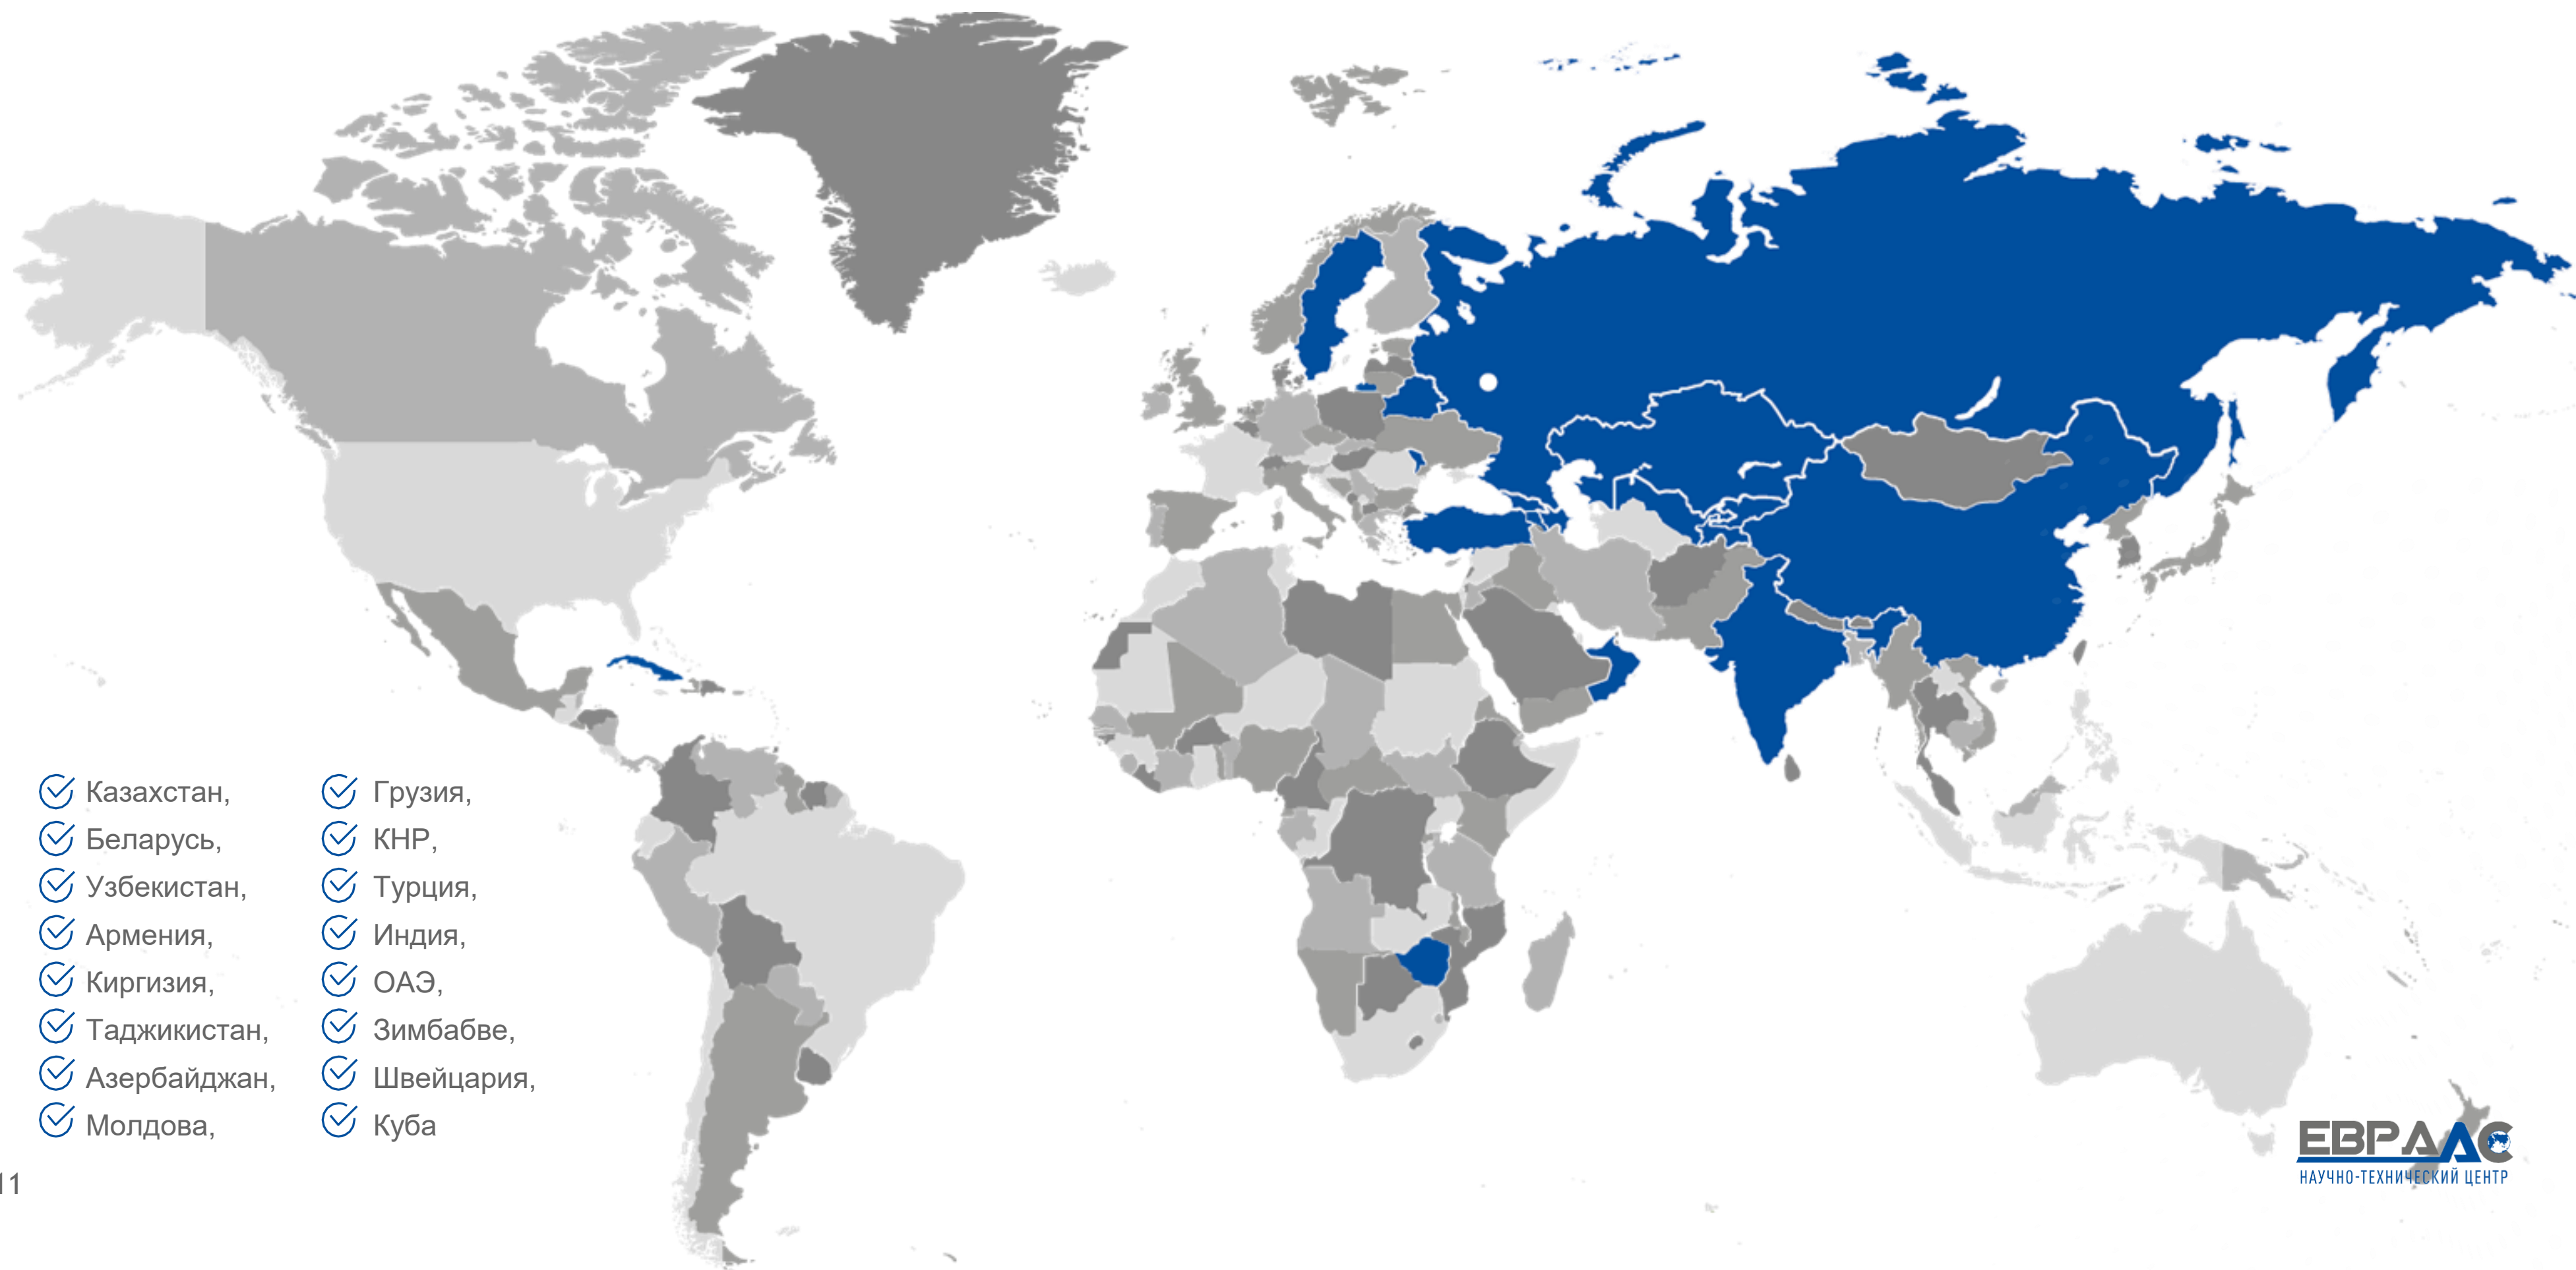 Казахстан,
Беларусь,
Узбекистан,
Армения,
Киргизия,
Таджикистан,
Азербайджан,
Молдова,
Грузия,
КНР,
Турция,
Индия,
ОАЭ,
Зимбабве,
Швейцария,
Куба
11
ЕВРААС
НАУЧНО-ТЕХНИЧЕСКИЙ ЦЕНТР